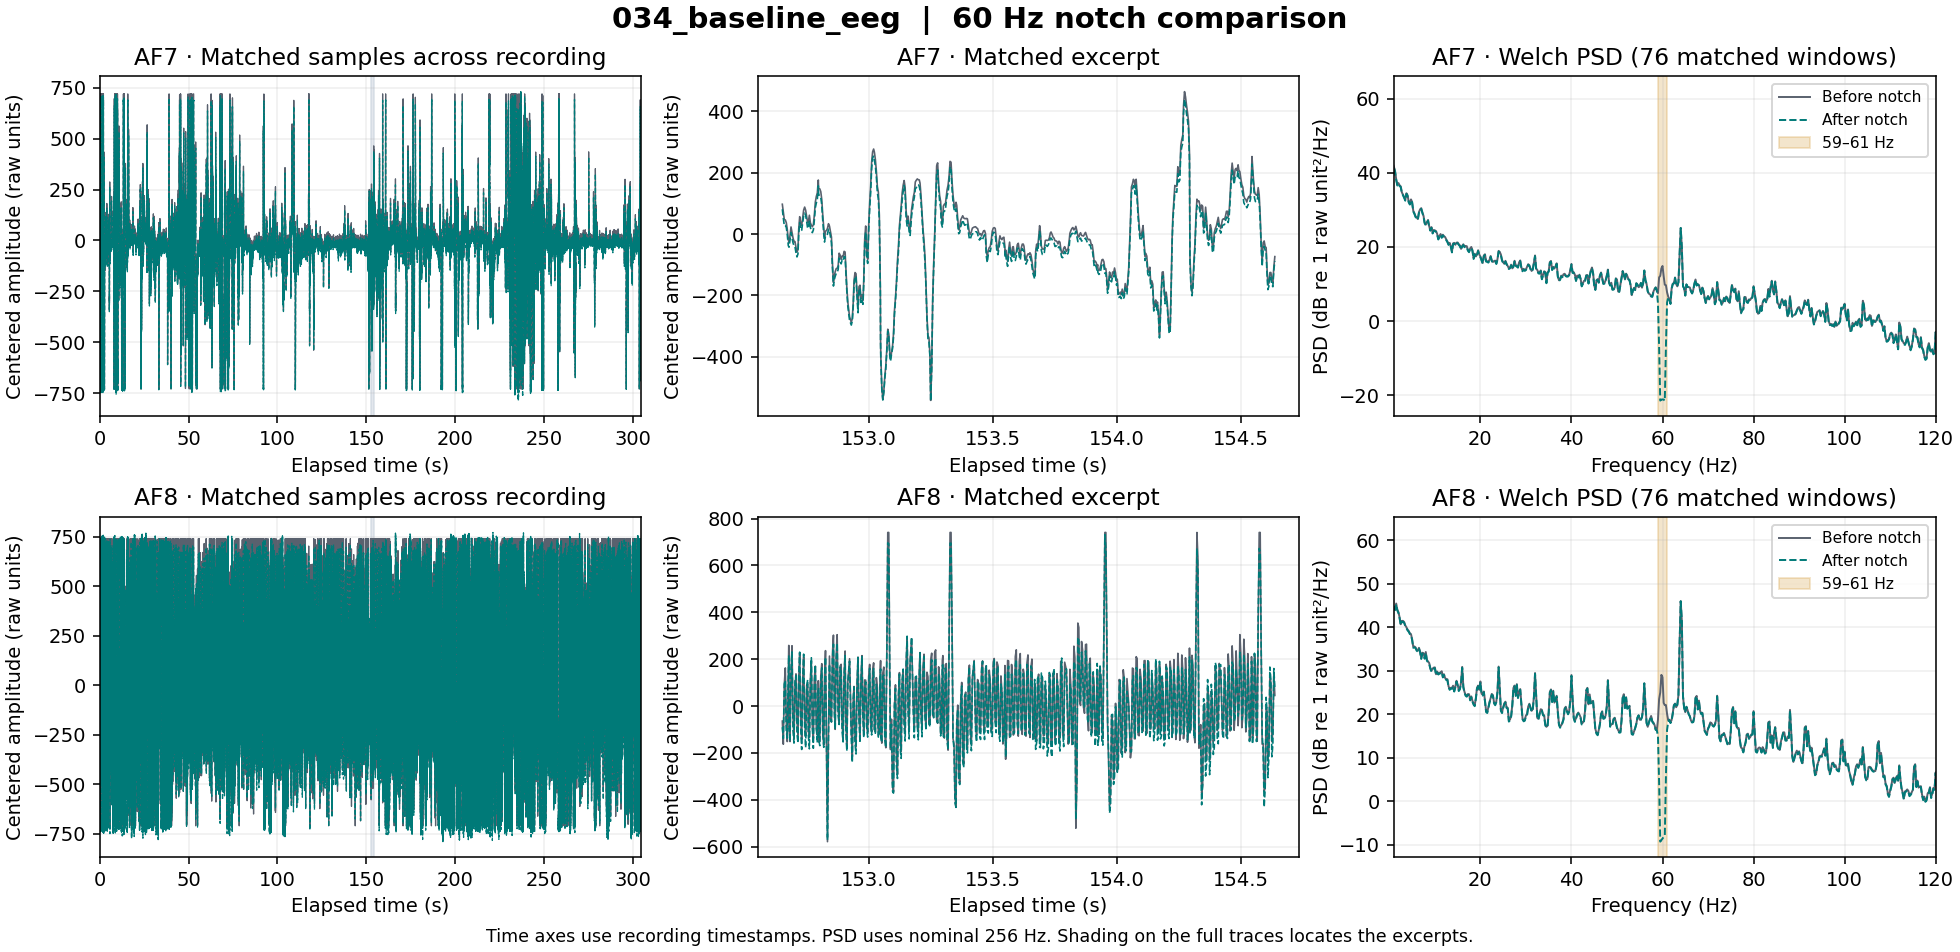 034_baseline_eeg | 60 Hz notch comparison
AF7 · Matched samples across recording
Centered amplitude (raw units)
750
500
250
0
−250
−500
−750
0
50
100
150
200
250
300
Elapsed time (s)
AF7 · Matched excerpt
Centered amplitude (raw units)
400
200
0
−200
−400
153.0
153.5
154.0
154.5
Elapsed time (s)
AF7 · Welch PSD (76 matched windows)
PSD (dB re 1 raw unit²/Hz)
60
40
20
0
−20
20
40
60
80
100
120
Frequency (Hz)
Before notch
After notch
59–61 Hz
AF8 · Matched samples across recording
Centered amplitude (raw units)
750
500
250
0
−250
−500
−750
0
50
100
150
200
250
300
Elapsed time (s)
AF8 · Matched excerpt
Centered amplitude (raw units)
800
600
400
200
0
−200
−400
−600
153.0
153.5
154.0
154.5
Elapsed time (s)
AF8 · Welch PSD (76 matched windows)
PSD (dB re 1 raw unit²/Hz)
60
50
40
30
20
10
0
−10
20
40
60
80
100
120
Frequency (Hz)
Before notch
After notch
59–61 Hz
Time axes use recording timestamps. PSD uses nominal 256 Hz. Shading on the full traces locates the excerpts.